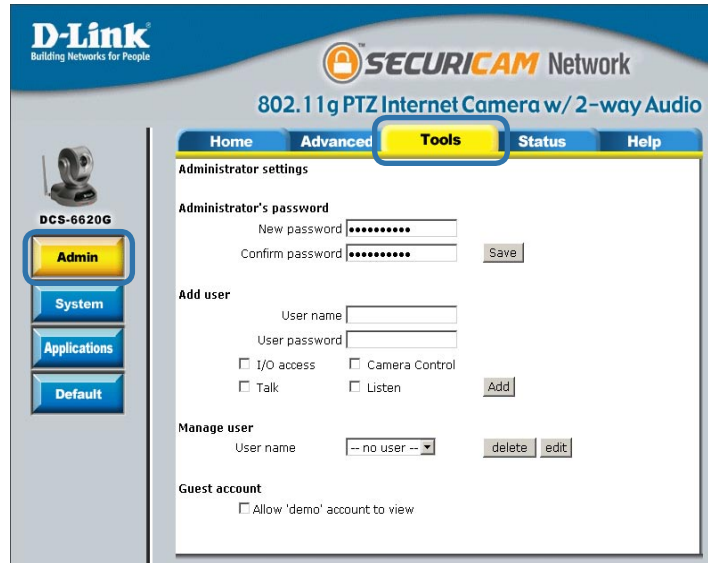 D-Link®
Building Networks for People
SECURICAM™ Network
802.11g PTZ Internet Camera w/ 2-way Audio
Home Advanced Tools Status Help
DCS-6620G
Admin
System
Applications
Default
Administrator settings
Administrator's password
New password ••••••••••
Confirm password •••••••••• Save
Add user
User name
User password
I/O access Camera Control
Talk Listen Add
Manage user
User name -- no user -- delete edit
Guest account
Allow 'demo' account to view